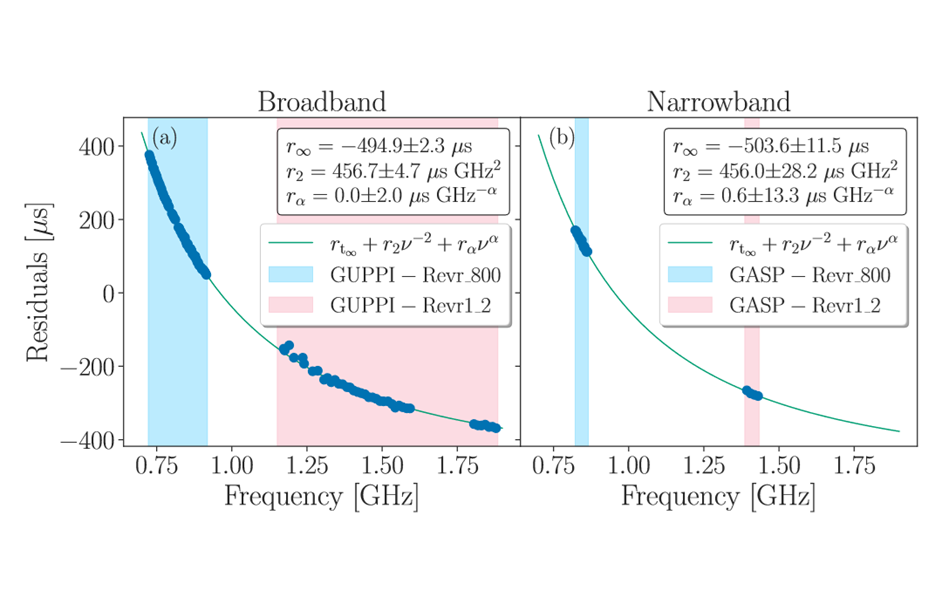 Broadband
Narrowband
Residuals [μs]
400
200
0
−200
−400
(a)
r∞ = −494.9±2.3 μs
r₂ = 456.7±4.7 μs GHz²
rα = 0.0±2.0 μs GHz⁻ᵅ
r_t∞ + r₂ν⁻² + rανᵅ
GUPPI − Revr_800
GUPPI − Revr1_2
0.75 1.00 1.25 1.50 1.75
Frequency [GHz]
(b)
r∞ = −503.6±11.5 μs
r₂ = 456.0±28.2 μs GHz²
rα = 0.6±13.3 μs GHz⁻ᵅ
r_t∞ + r₂ν⁻² + rανᵅ
GASP − Revr_800
GASP − Revr1_2
0.75 1.00 1.25 1.50 1.75
Frequency [GHz]